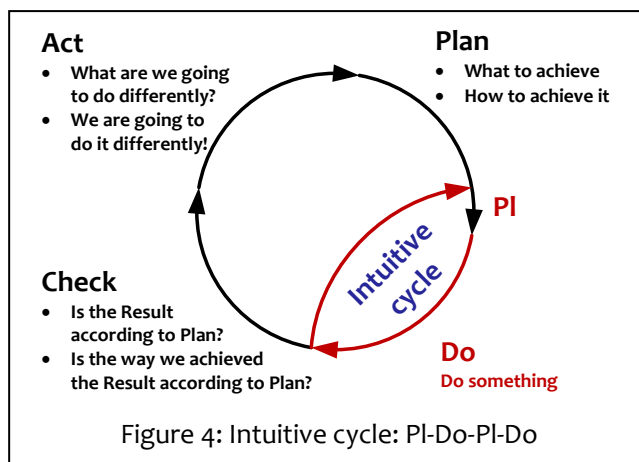 Act
• What are we going
to do differently?
• We are going to
do it differently!
Plan
• What to achieve
• How to achieve it
Pl
Intuitive
cycle
Check
• Is the Result
according to Plan?
• Is the way we achieved
the Result according to Plan?
Do
Do something
Figure 4: Intuitive cycle: Pl-Do-Pl-Do